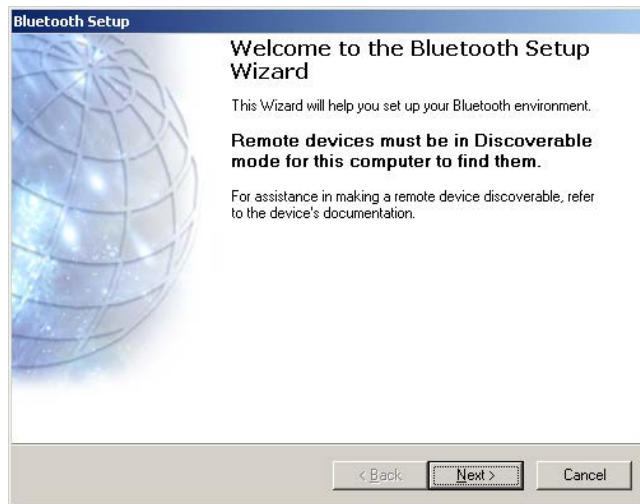 Bluetooth Setup
Welcome to the Bluetooth Setup
Wizard
This Wizard will help you set up your Bluetooth environment.
Remote devices must be in Discoverable
mode for this computer to find them.
For assistance in making a remote device discoverable, refer
to the device's documentation.
< Back Next > Cancel